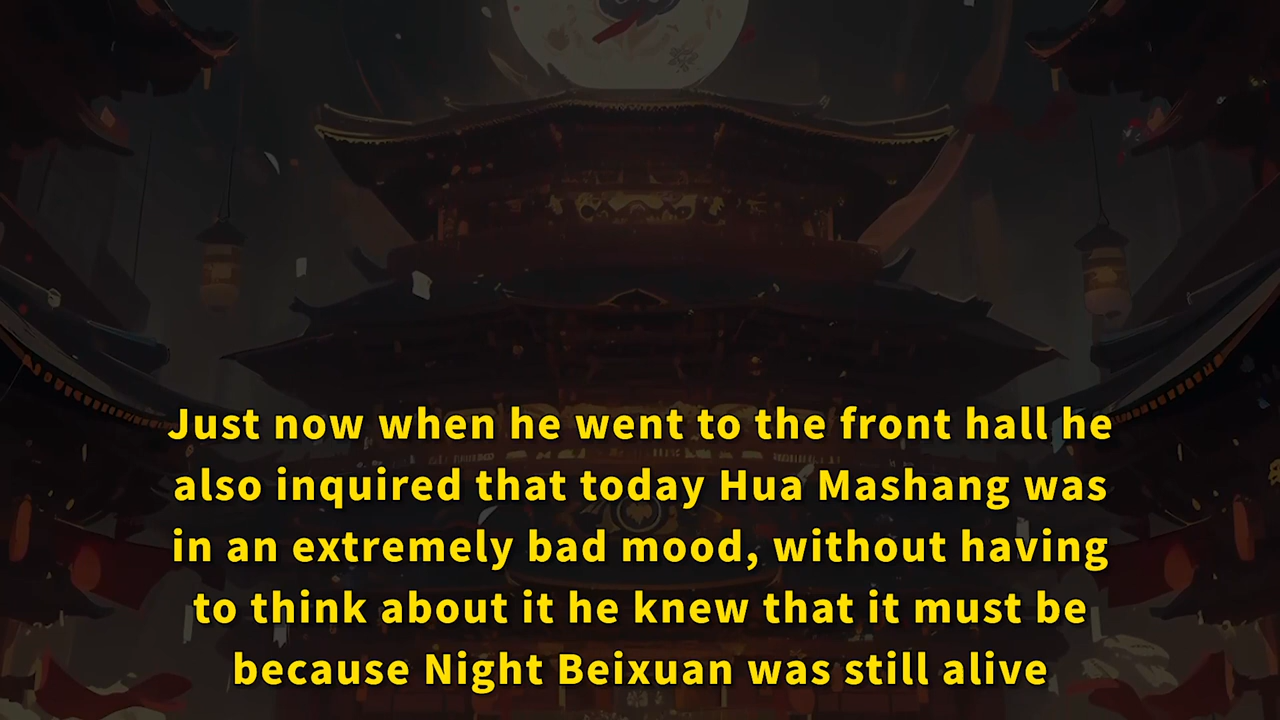 Just now when he went to the front hall he
also inquired that today Hua Mashang was
in an extremely bad mood, without having
to think about it he knew that it must be
because Night Beixuan was still alive